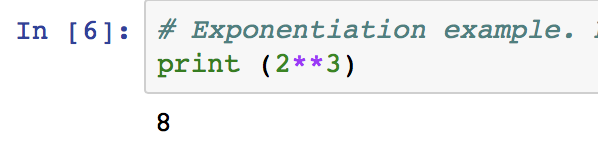 In [6]: # Exponentiation example.
print (2**3)
8